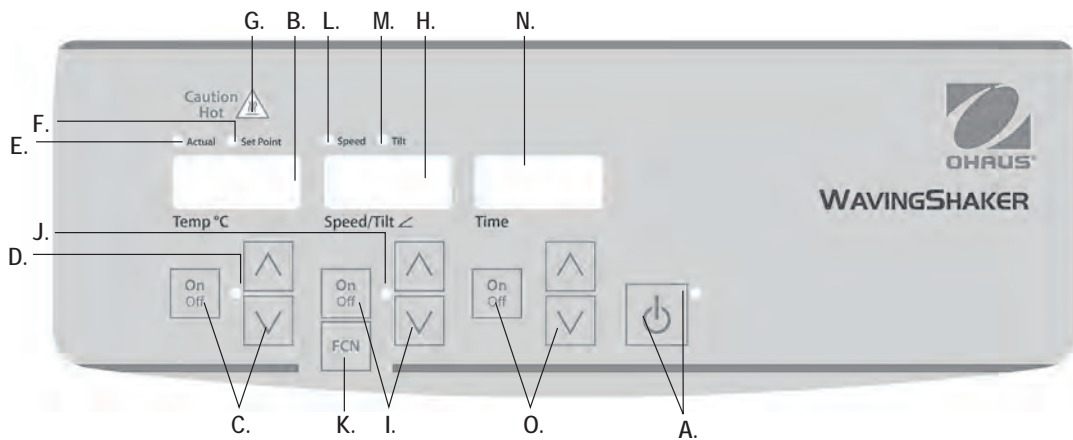 G. B. L. M. H. N.
Caution
Hot
F.
E.
Actual Set Point Speed Tilt
OHAUS®
WAVINGSHAKER
Temp °C Speed/Tilt ∠ Time
J.
D.
On
Off
On
Off
On
Off
FCN
C. K. I. O. A.